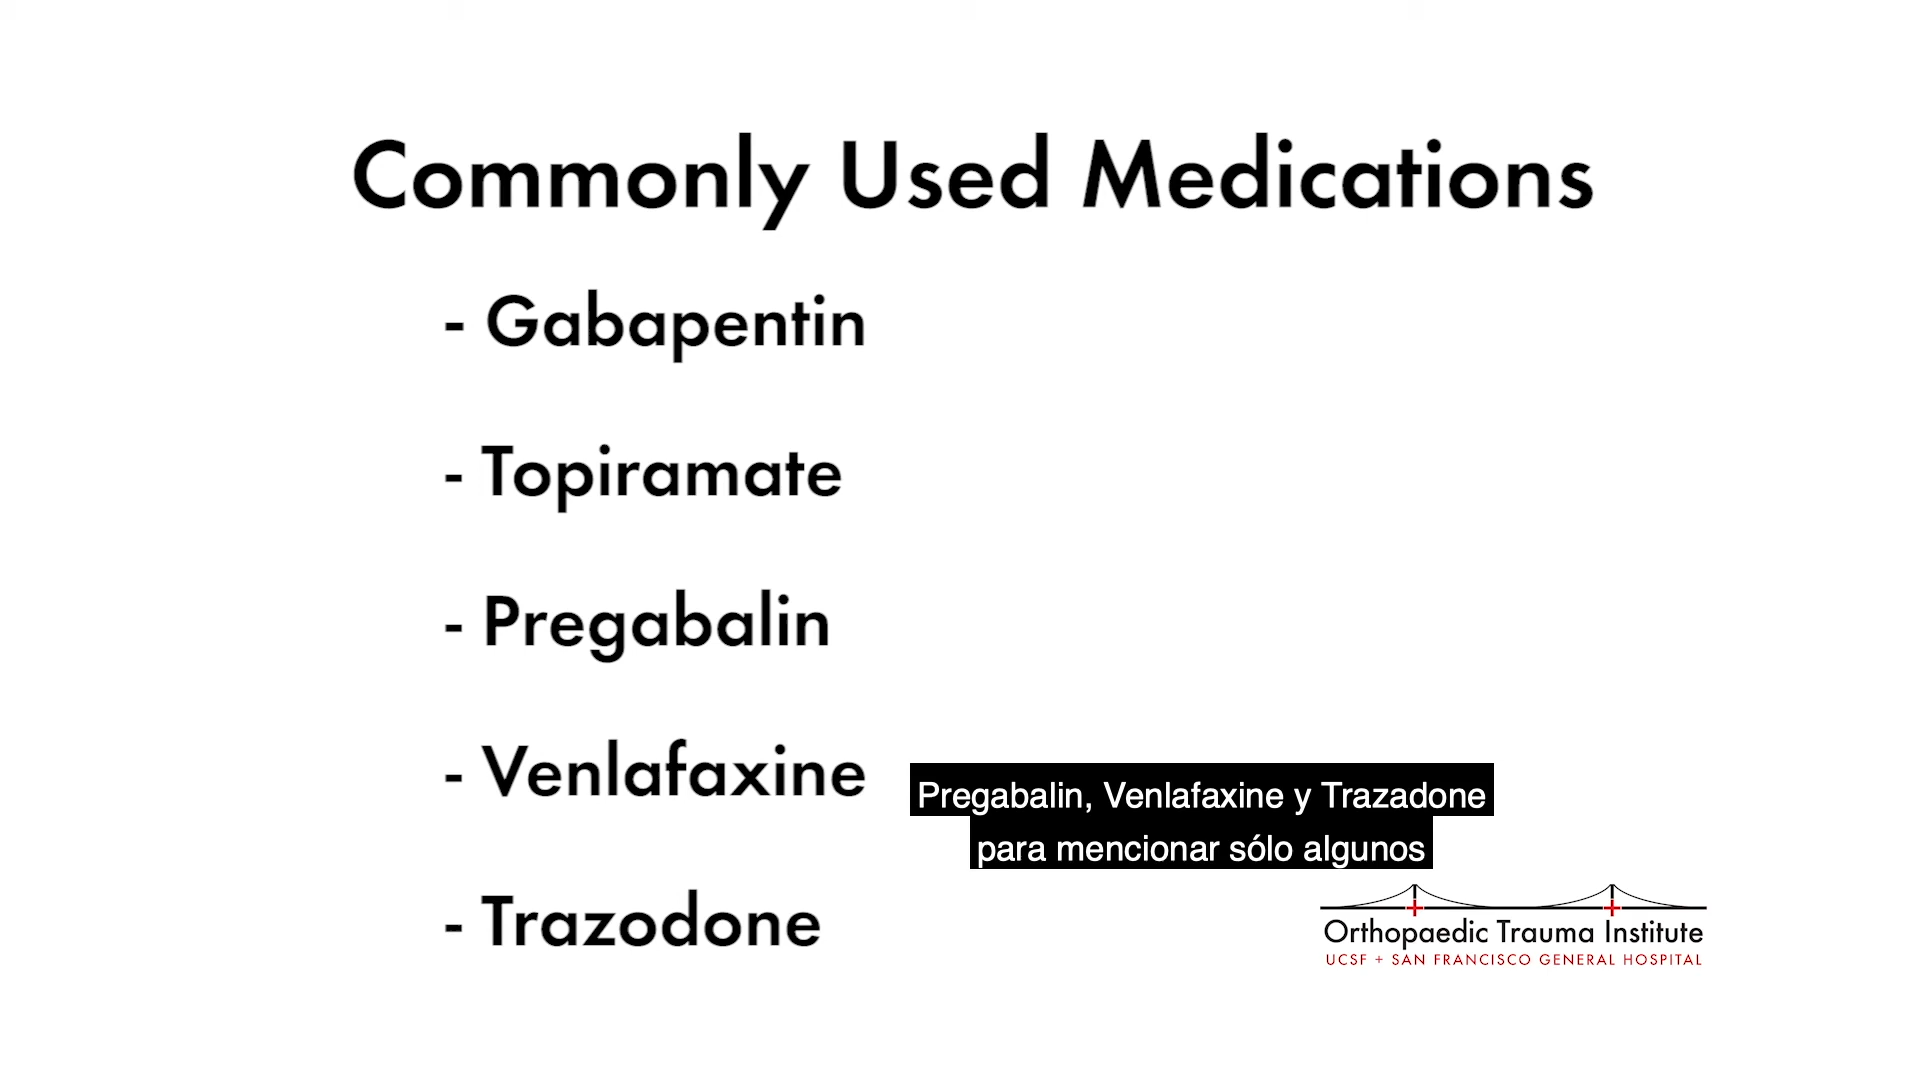 Commonly Used Medications
- Gabapentin
- Topiramate
- Pregabalin
- Venlafaxine
- Trazodone
Pregabalin, Venlafaxine y Trazadone
para mencionar sólo algunos
Orthopaedic Trauma Institute
UCSF + SAN FRANCISCO GENERAL HOSPITAL